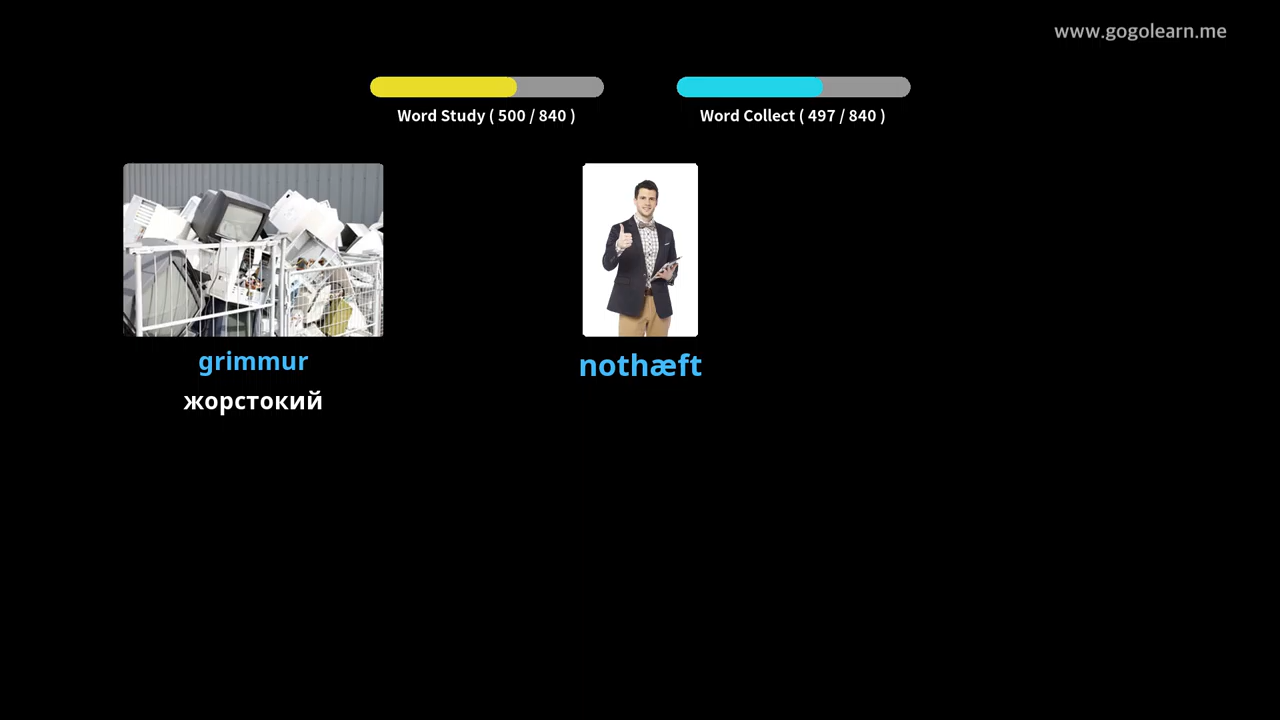 www.gogolearn.me
Word Study ( 500 / 840 )
Word Collect ( 497 / 840 )
grimmur
жорстокий
nothæft